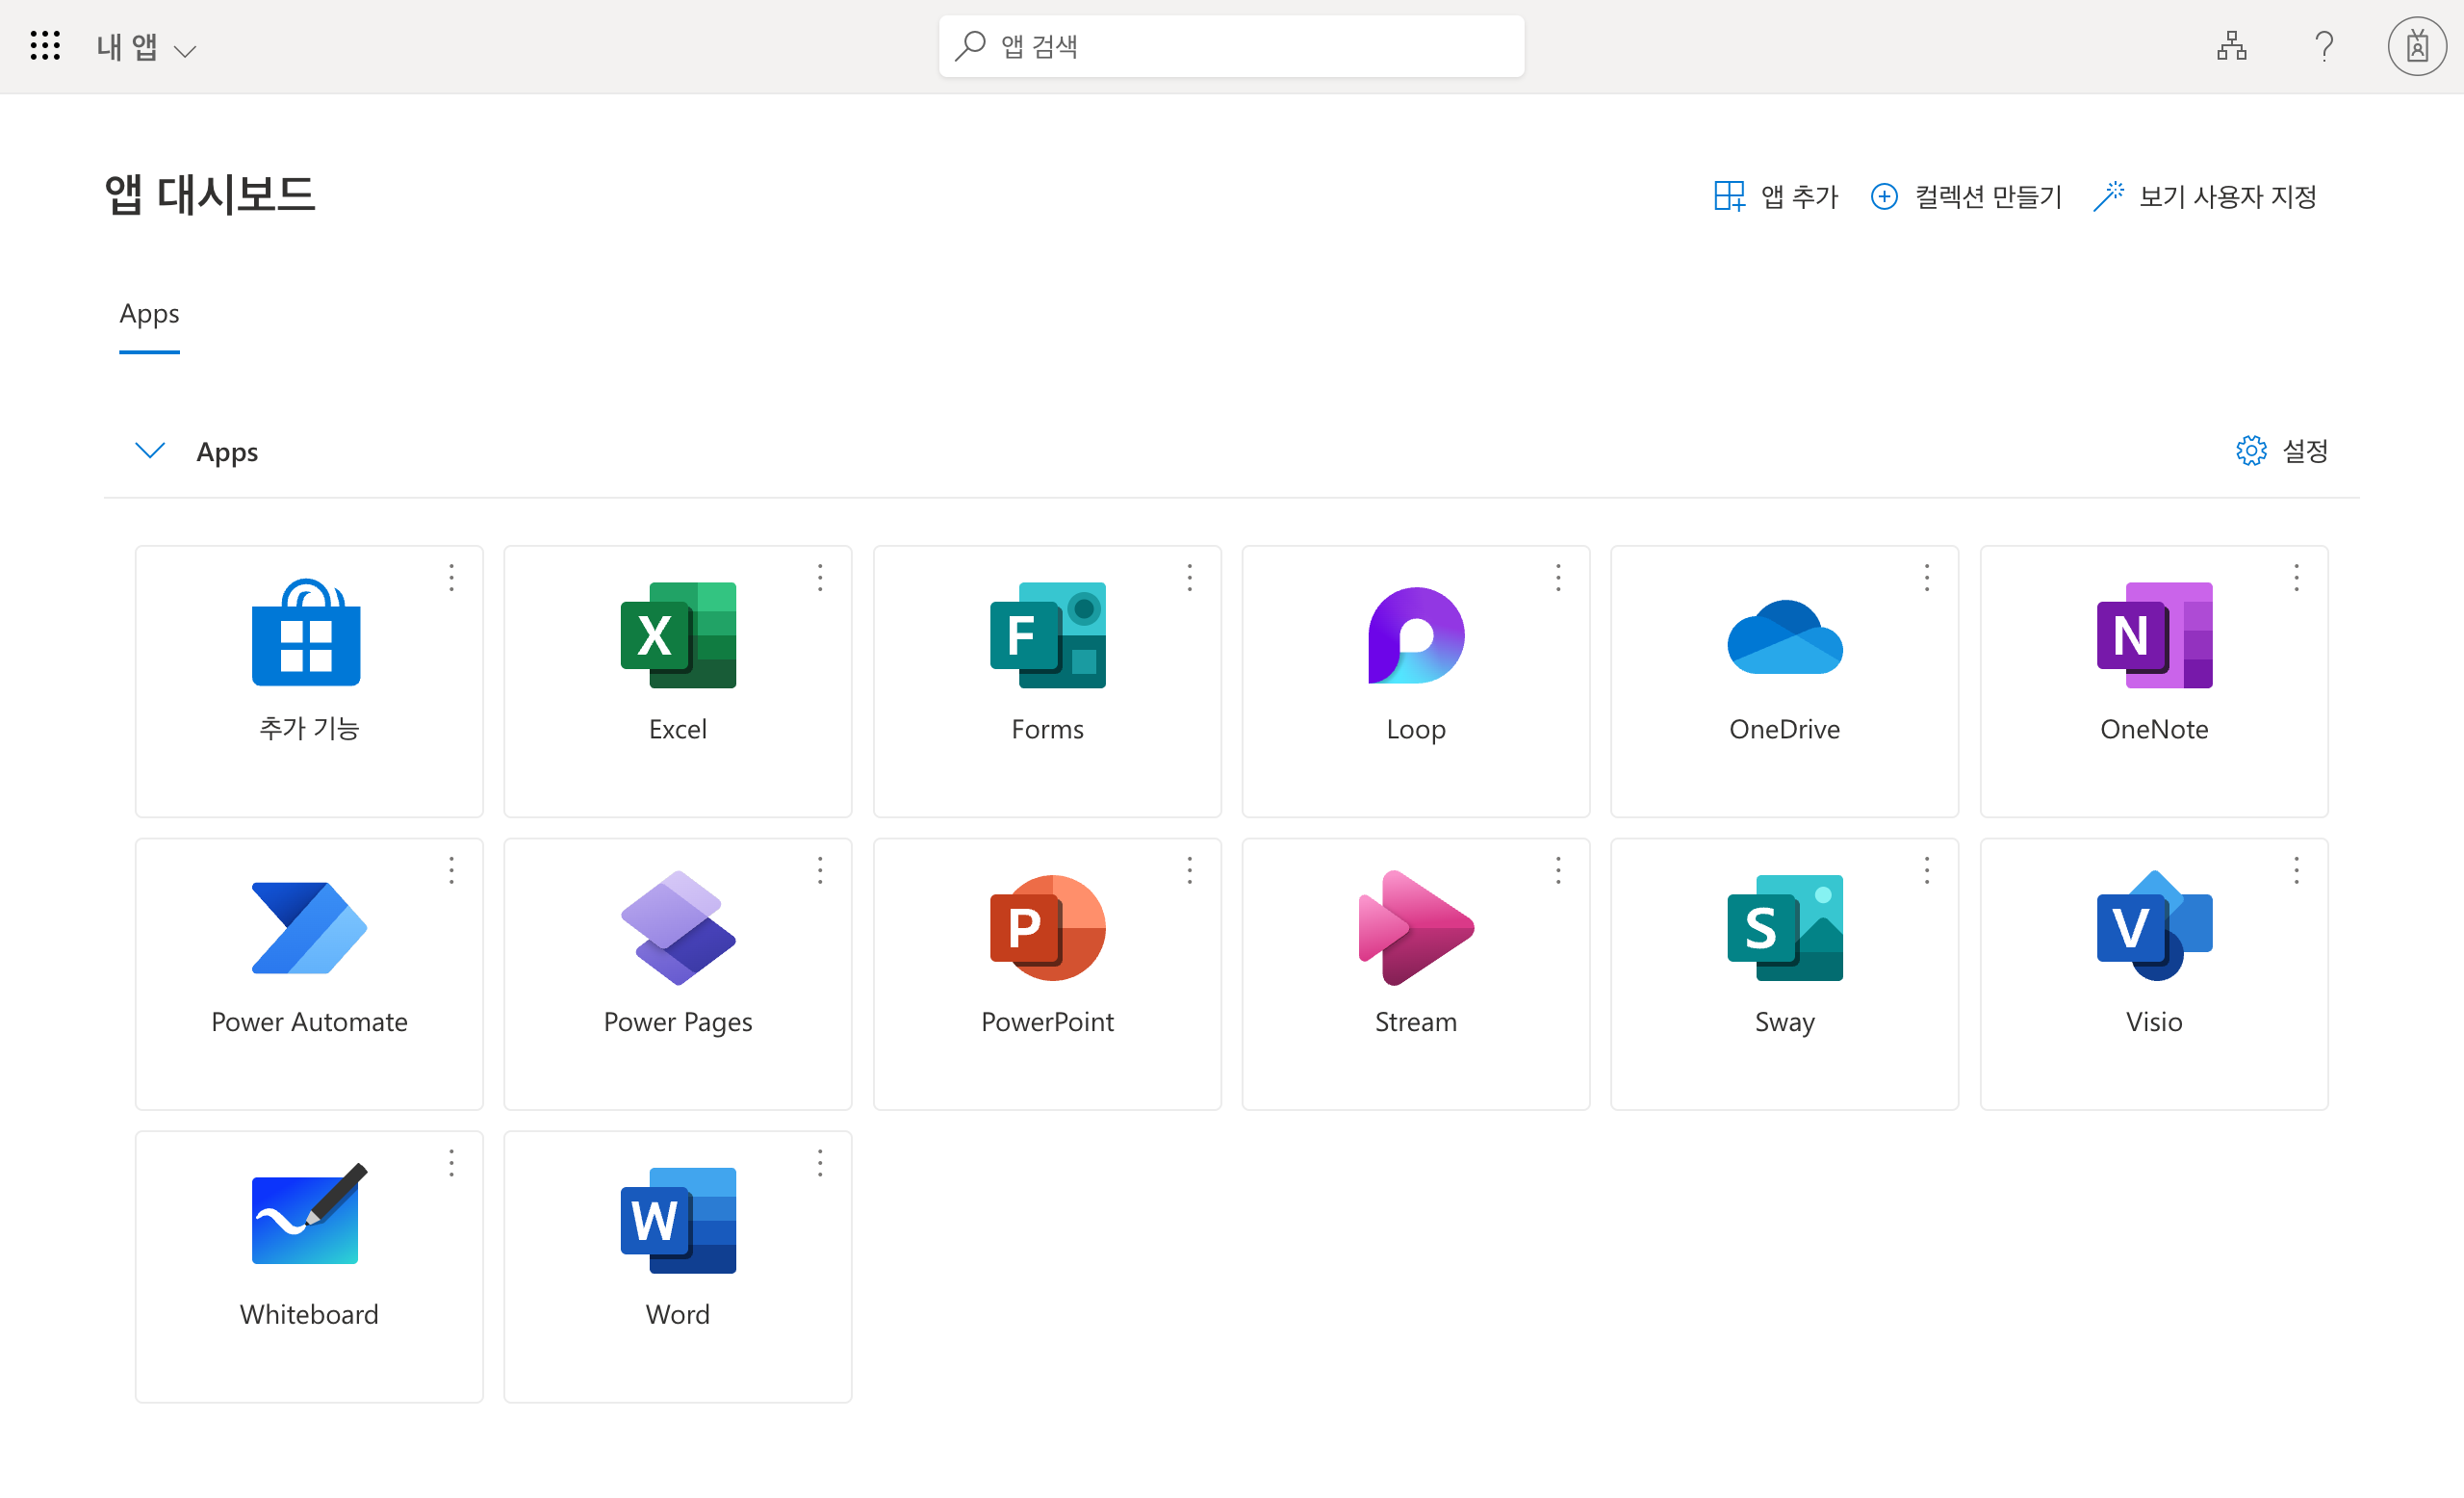 내 앱
앱 검색
?
앱 대시보드
앱 추가
컬렉션 만들기
보기 사용자 지정
Apps
Apps
설정
추가 기능
X
Excel
F
Forms
Loop
OneDrive
N
OneNote
Power Automate
Power Pages
P
PowerPoint
Stream
S
Sway
V
Visio
Whiteboard
W
Word